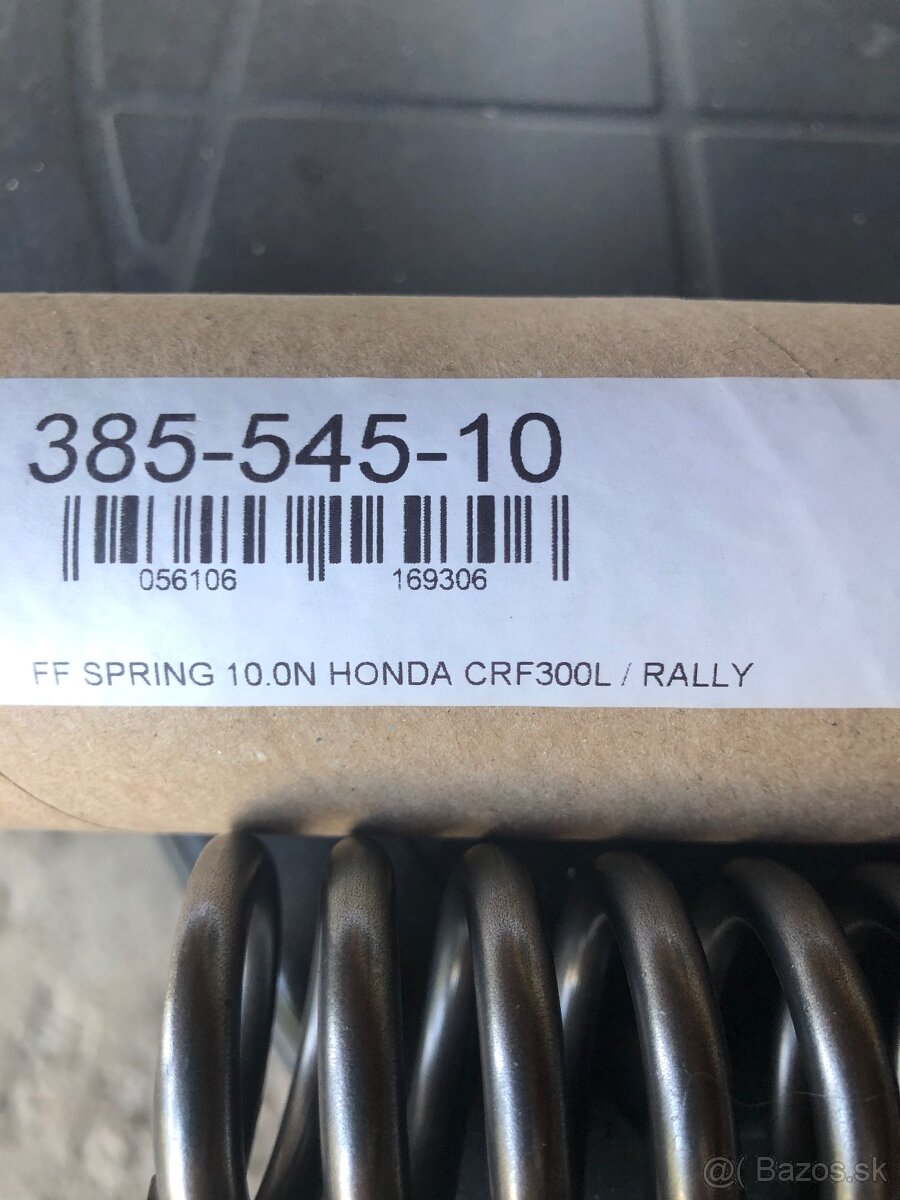 385-545-10
056106 169306
FF SPRING 10.0N HONDA CRF300L / RALLY
@( Bazos.sk